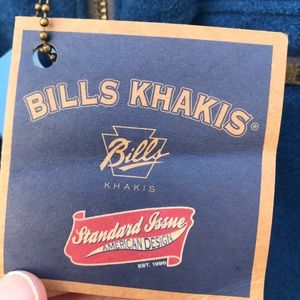 BILLS KHAKIS®
Bills
KHAKIS
Standard Issue
AMERICAN DESIGN
EST. 1990